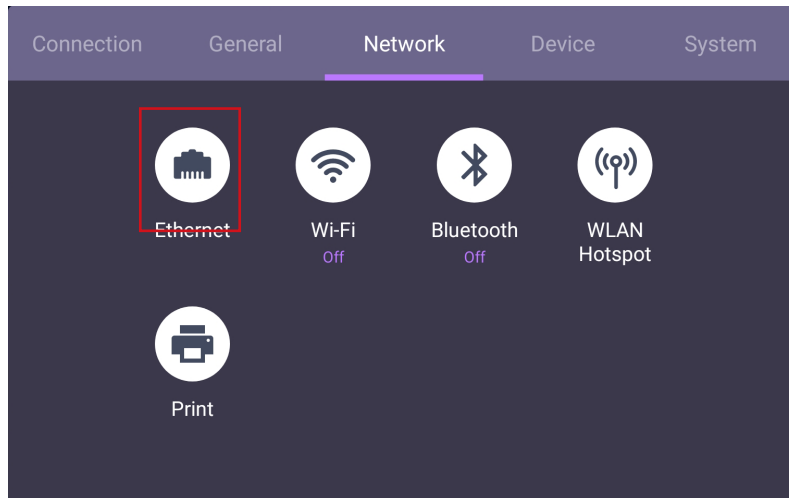 Connection General Network Device System
Ethernet Wi-Fi Bluetooth WLAN
Off Off Hotspot
Print